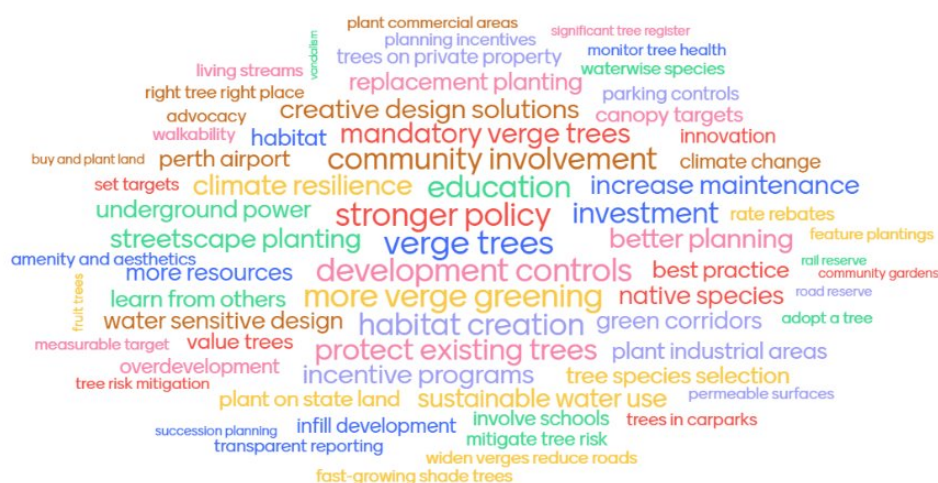 plant commercial areas
significant tree register
planning incentives
vandalism
monitor tree health
trees on private property
living streams
waterwise species
replacement planting
right tree right place
parking controls
creative design solutions
advocacy
canopy targets
walkability
habitat
mandatory verge trees
innovation
buy and plant land
perth airport
community involvement
climate change
set targets
climate resilience
education
increase maintenance
underground power
stronger policy
investment
rate rebates
streetscape planting
verge trees
better planning
feature plantings
amenity and aesthetics
more resources
development controls
best practice
rail reserve
community gardens
fruit trees
learn from others
more verge greening
native species
road reserve
water sensitive design
habitat creation
green corridors
adopt a tree
measurable target
value trees
protect existing trees
plant industrial areas
overdevelopment
incentive programs
tree species selection
tree risk mitigation
plant on state land
sustainable water use
permeable surfaces
succession planning
infill development
involve schools
trees in carparks
transparent reporting
mitigate tree risk
widen verges reduce roads
fast-growing shade trees